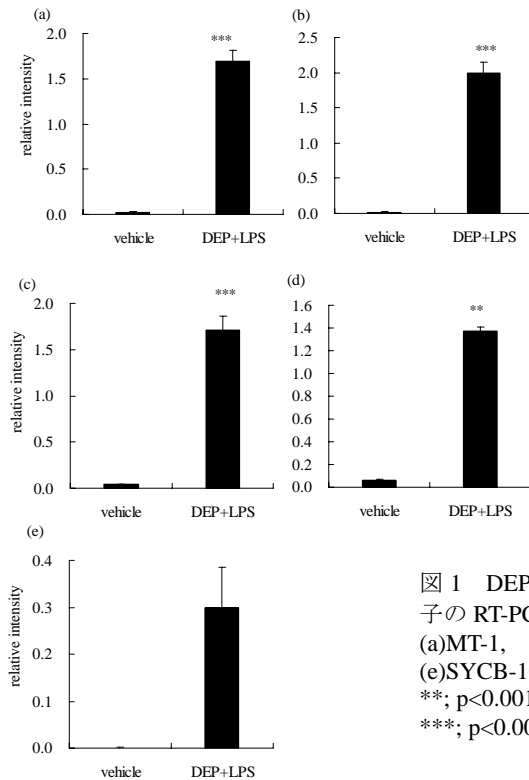 (a)
(b)
***
***
relative intensity
2.0
1.5
1.0
0.5
0.0
2.5
2.0
1.5
1.0
0.5
0.0
vehicle
DEP+LPS
vehicle
DEP+LPS
(c)
(d)
***
**
relative intensity
2.0
1.5
1.0
0.5
0.0
1.6
1.4
1.2
1.0
0.8
0.6
0.4
0.2
0.0
vehicle
DEP+LPS
vehicle
DEP+LPS
(e)
relative intensity
0.4
0.3
0.2
0.1
0.0
vehicle
DEP+LPS
図 1 DEP
子の RT-PC
(a)MT-1,
(e)SYCB-1
**; p<0.001
***; p<0.00